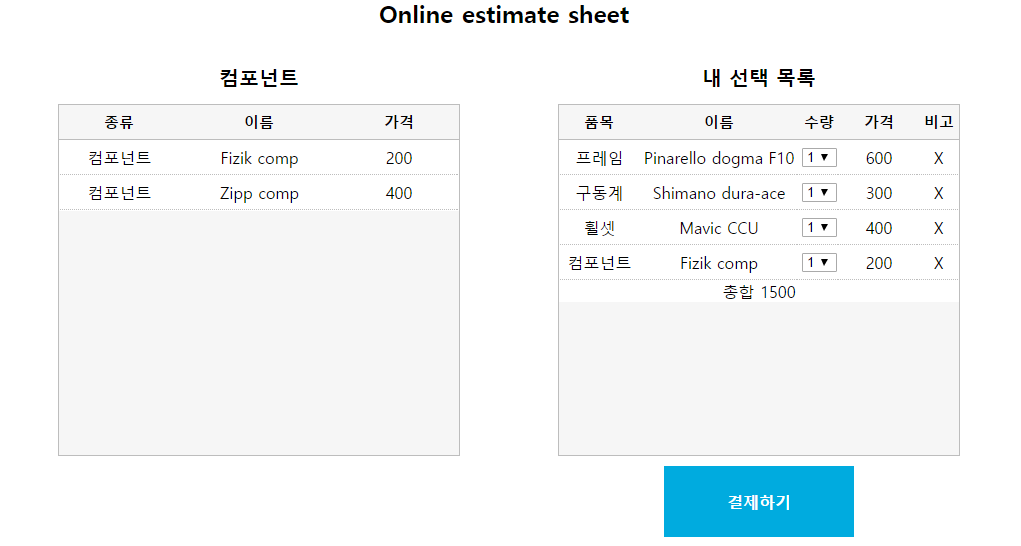 Online estimate sheet
컴포넌트
종류 이름 가격
컴포넌트 Fizik comp 200
컴포넌트 Zipp comp 400
내 선택 목록
품목 이름 수량 가격 비고
프레임 Pinarello dogma F10 1 ▼ 600 X
구동계 Shimano dura-ace 1 ▼ 300 X
휠셋 Mavic CCU 1 ▼ 400 X
컴포넌트 Fizik comp 1 ▼ 200 X
종합 1500
결제하기